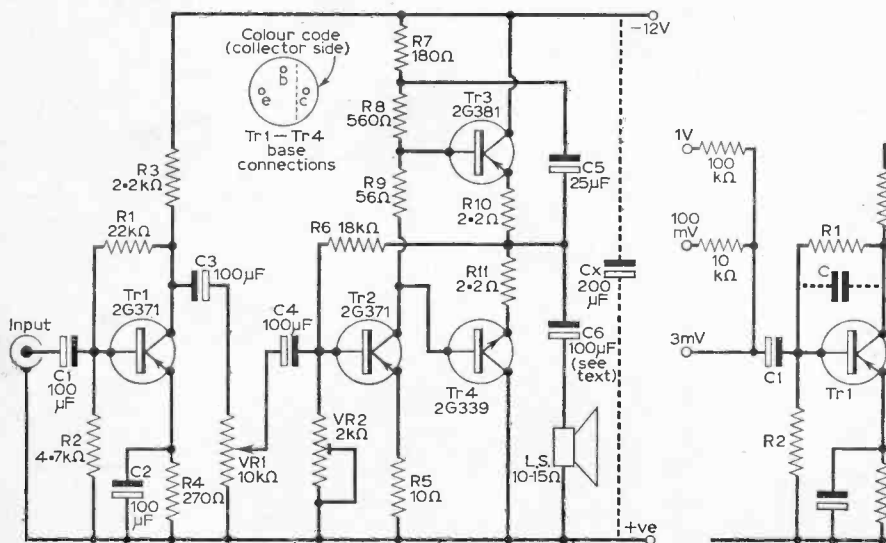 Colour code
(collector side)
b
e
c
Tr1 – Tr4
base
connections
R7
180Ω
–12V
R8
560Ω
Tr3
2G381
C5
25µF
R3
2·2kΩ
R9
56Ω
R10
2·2Ω
R1
22kΩ
R6 18kΩ
C3
100µF
R11
2·2Ω
Cx
200
µF
Tr1
2G371
C4
100µF
Tr2
2G371
Tr4
2G339
C6
100µF
(see
text)
Input
C1
100
µF
R2
4·7kΩ
C2
100
µF
R4
270Ω
VR1
10kΩ
VR2
2kΩ
R5
10Ω
L.S.
10-15Ω
+ve
1V
100
kΩ
100
mV
10
kΩ
R1
C
3mV
C1
Tr1
R2